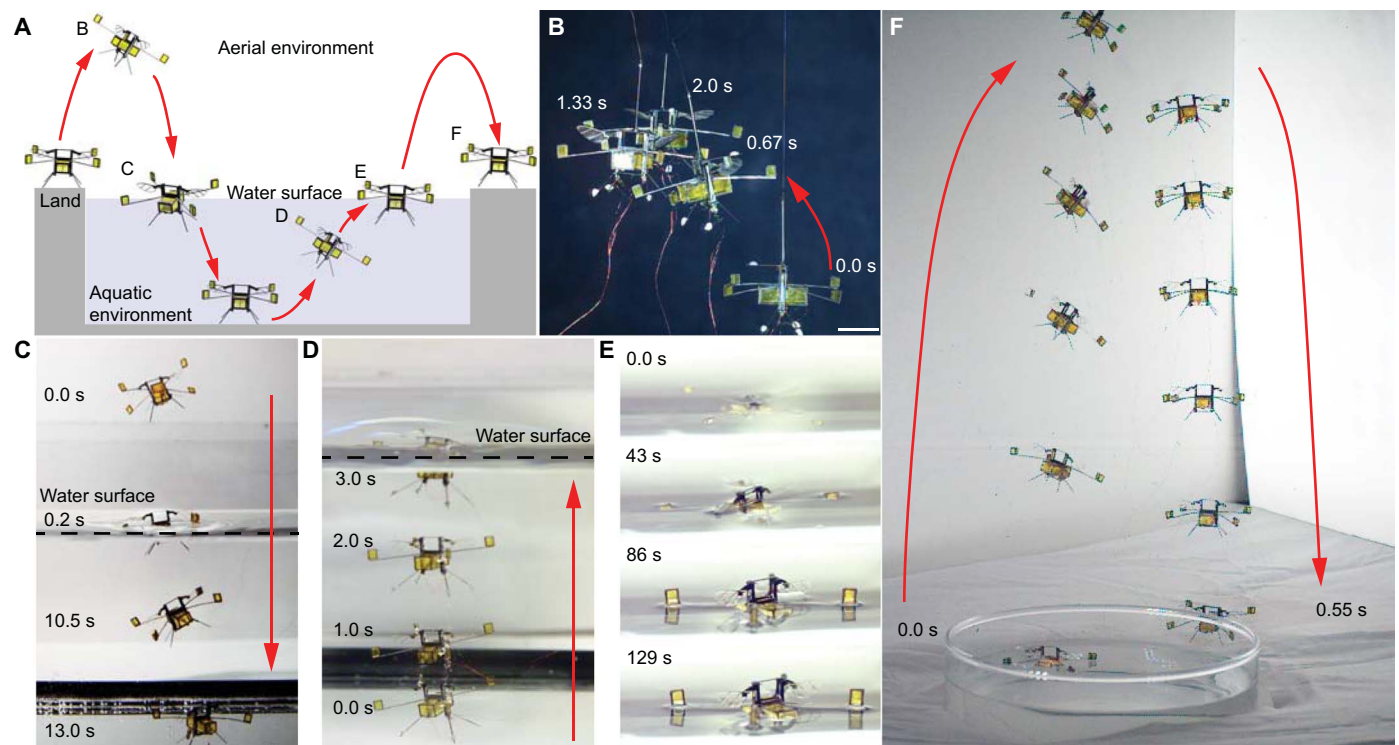 A
B
Aerial environment
F
C
Water surface
E
Land
D
Aquatic
environment
B
2.0 s
1.33 s
0.67 s
0.0 s
C
0.0 s
Water surface
0.2 s
10.5 s
13.0 s
D
Water surface
3.0 s
2.0 s
1.0 s
0.0 s
E
0.0 s
43 s
86 s
129 s
F
0.0 s
0.55 s